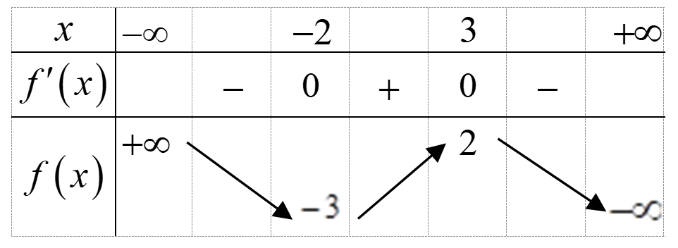 x −∞ −2 3 +∞
f′(x) − 0 + 0 −
+∞ 2
f(x)
−3 −∞